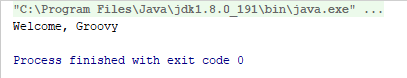 "C:\Program Files\Java\jdk1.8.0_191\bin\java.exe" ...
Welcome, Groovy
Process finished with exit code 0